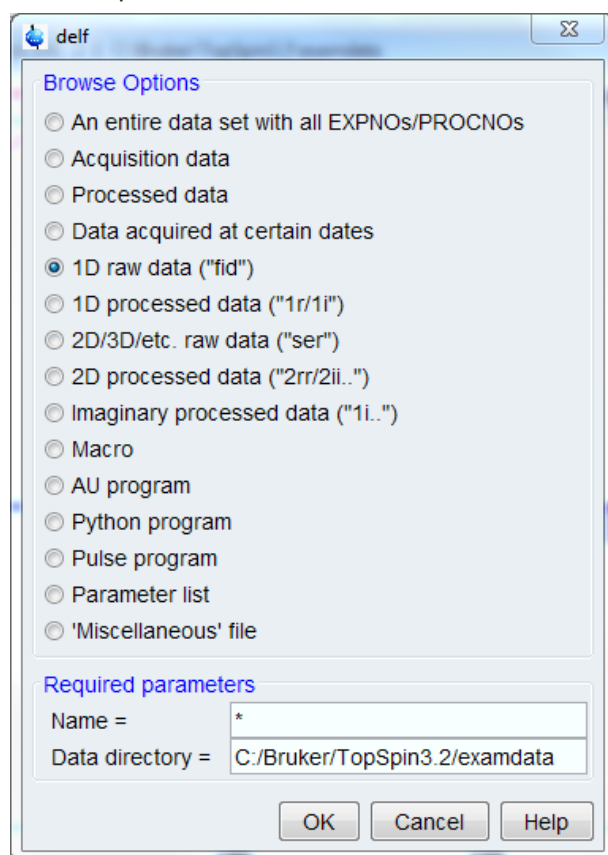 delf
Browse Options
An entire data set with all EXPNOs/PROCNOs
Acquisition data
Processed data
Data acquired at certain dates
1D raw data ("fid")
1D processed data ("1r/1i")
2D/3D/etc. raw data ("ser")
2D processed data ("2rr/2ii..")
Imaginary processed data ("1i..")
Macro
AU program
Python program
Pulse program
Parameter list
'Miscellaneous' file
Required parameters
Name = *
Data directory = C:/Bruker/TopSpin3.2/examdata
OK Cancel Help